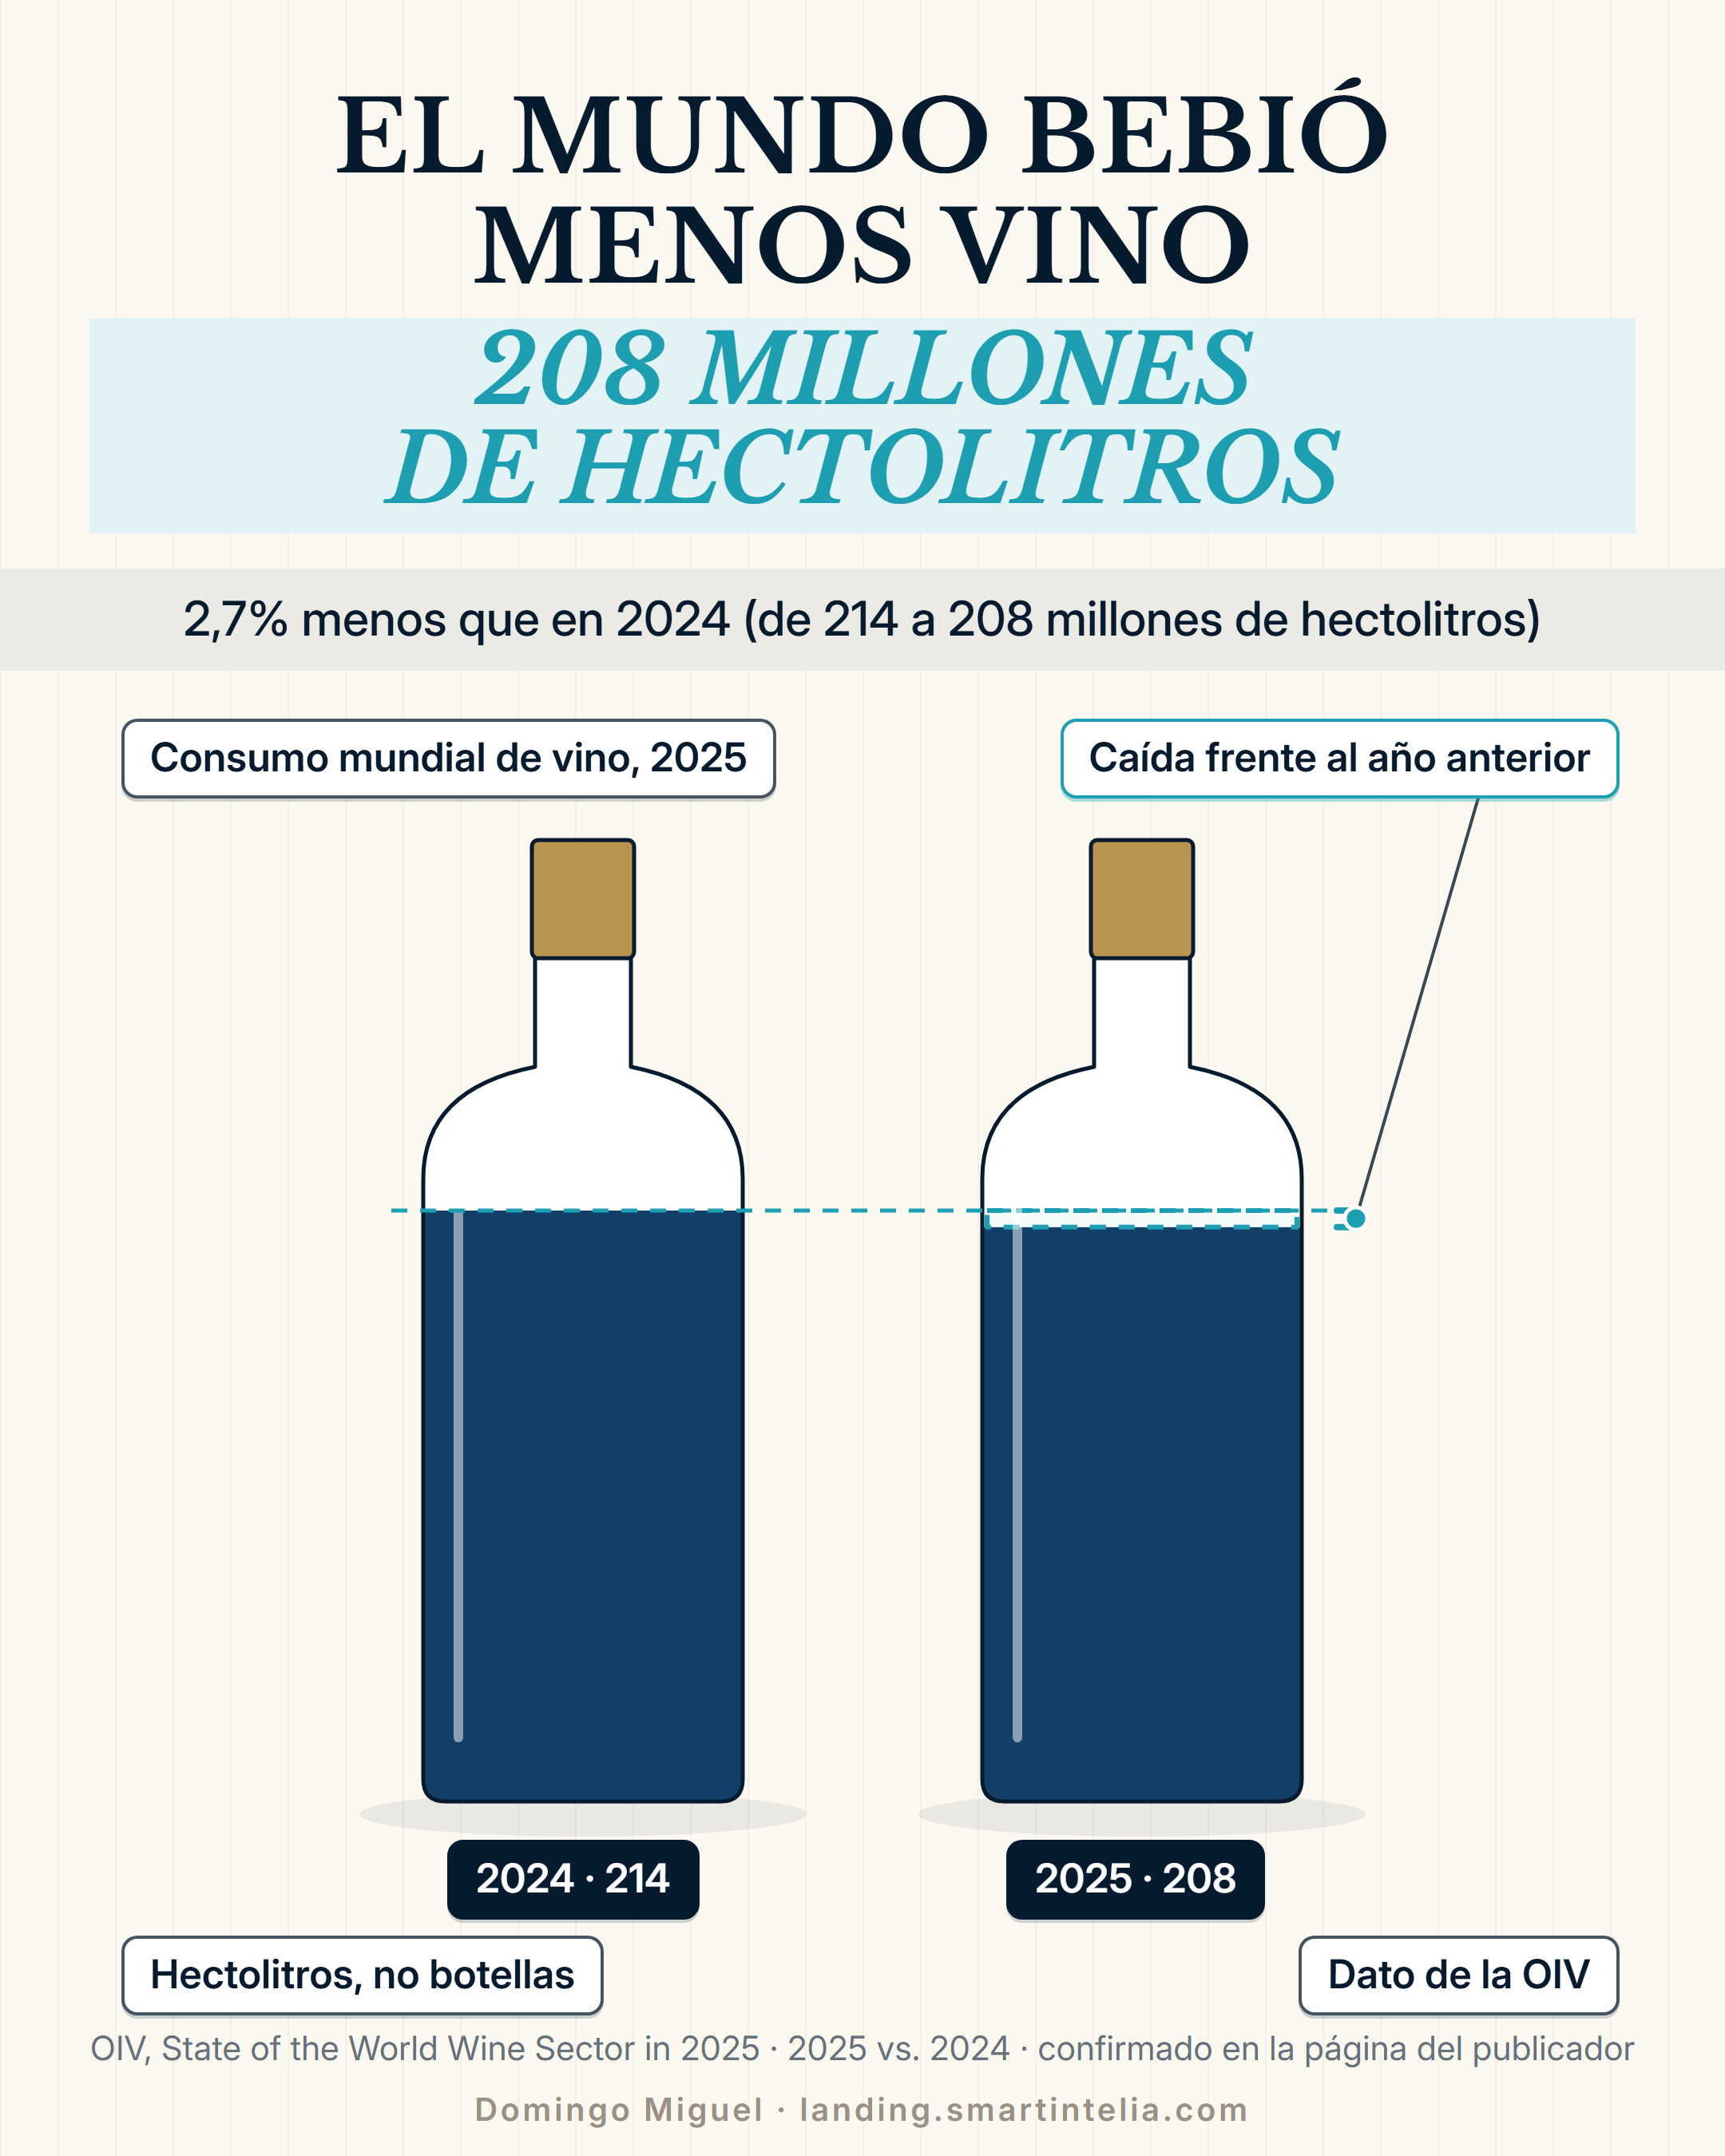 EL MUNDO BEBIÓ
MENOS VINO
208 MILLONES
DE HECTOLITROS
2,7% menos que en 2024 (de 214 a 208 millones de hectolitros)
Consumo mundial de vino, 2025
Caída frente al año anterior
2024 · 214
2025 · 208
Hectolitros, no botellas
Dato de la OIV
OIV, State of the World Wine Sector in 2025 · 2025 vs. 2024 · confirmado en la página del publicador
Domingo Miguel · landing.smartintelia.com